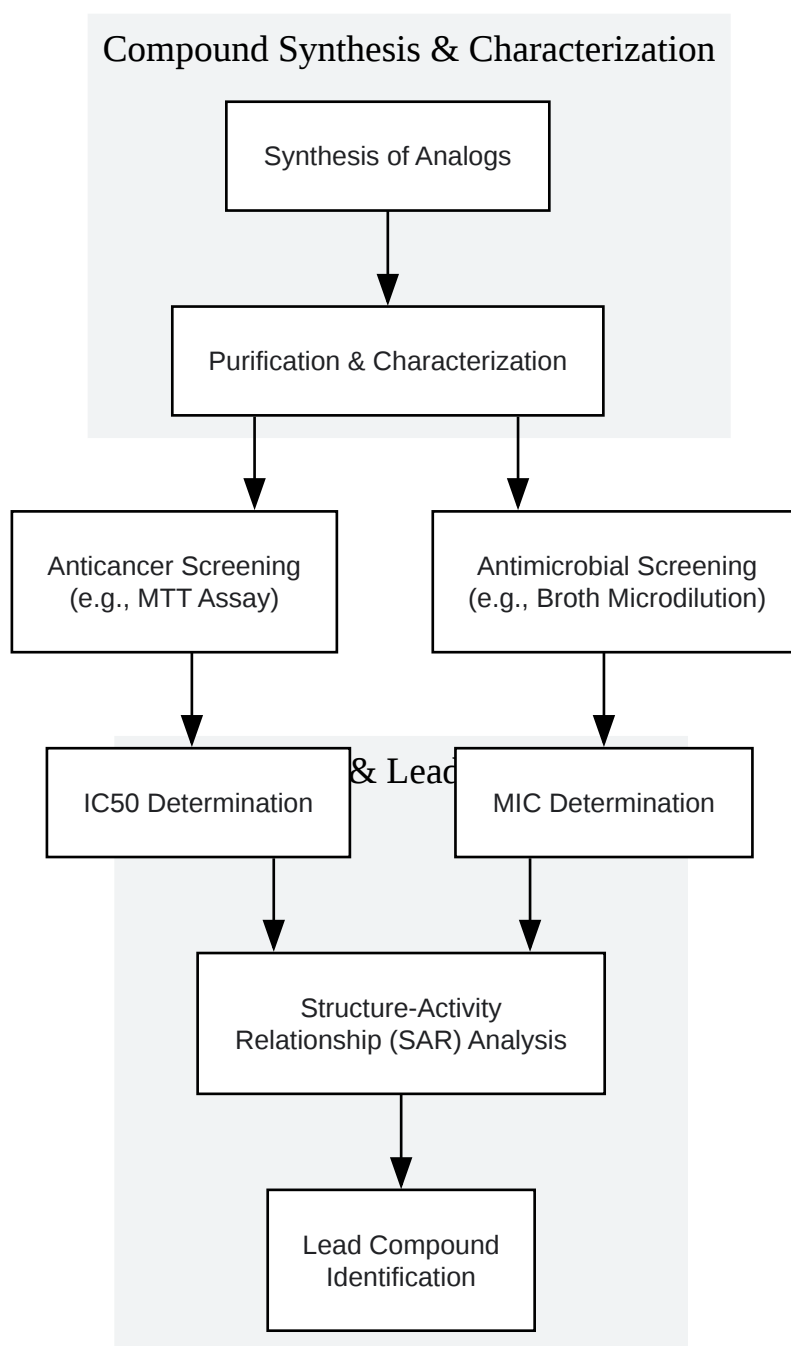 Compound Synthesis & Characterization
Synthesis of Analogs
Purification & Characterization
Anticancer Screening
(e.g., MTT Assay)
Antimicrobial Screening
(e.g., Broth Microdilution)
& Lead
IC50 Determination
MIC Determination
Structure-Activity
Relationship (SAR) Analysis
Lead Compound
Identification